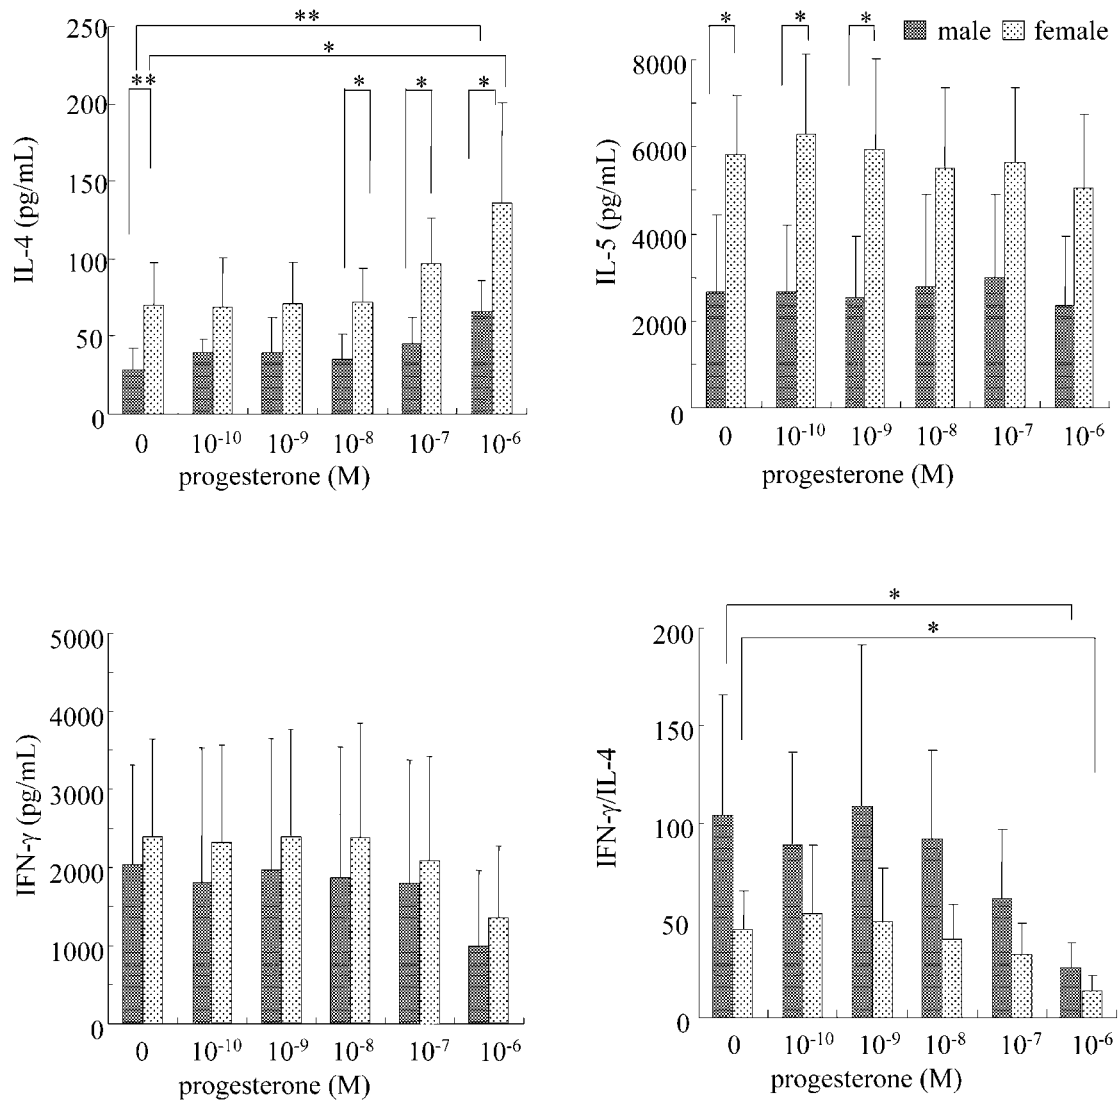 **
*
**
*
*
*
250
200
150
100
50
0
IL-4 (pg/mL)
0 10⁻¹⁰ 10⁻⁹ 10⁻⁸ 10⁻⁷ 10⁻⁶
progesterone (M)
* * * male female
8000
6000
4000
2000
0
IL-5 (pg/mL)
0 10⁻¹⁰ 10⁻⁹ 10⁻⁸ 10⁻⁷ 10⁻⁶
progesterone (M)
5000
4000
3000
2000
1000
0
IFN-γ (pg/mL)
0 10⁻¹⁰ 10⁻⁹ 10⁻⁸ 10⁻⁷ 10⁻⁶
progesterone (M)
*
*
200
150
100
50
0
IFN-γ/IL-4
0 10⁻¹⁰ 10⁻⁹ 10⁻⁸ 10⁻⁷ 10⁻⁶
progesterone (M)